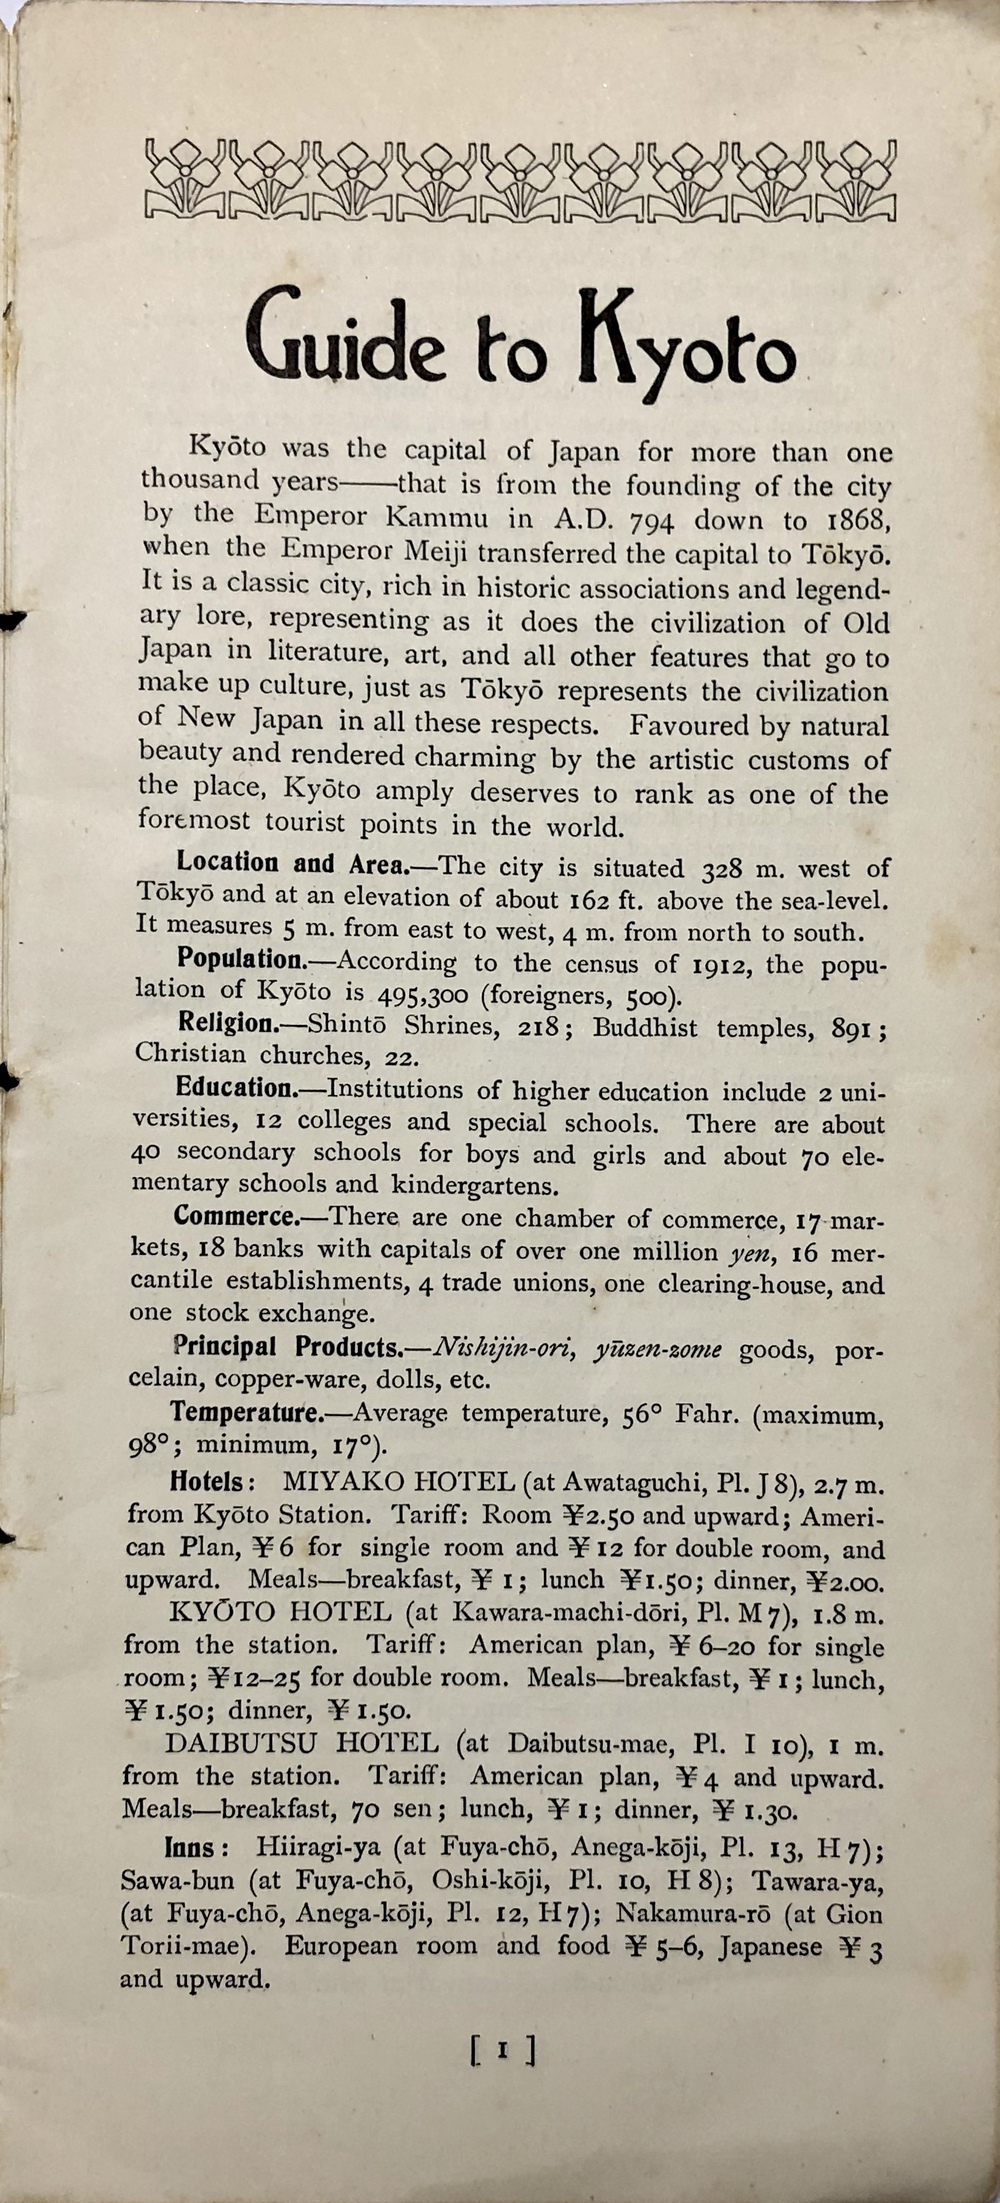 Guide to Kyoto
Kyōto was the capital of Japan for more than one
thousand years——that is from the founding of the city
by the Emperor Kammu in A.D. 794 down to 1868,
when the Emperor Meiji transferred the capital to Tōkyō.
It is a classic city, rich in historic associations and legend-
ary lore, representing as it does the civilization of Old
Japan in literature, art, and all other features that go to
make up culture, just as Tōkyō represents the civilization
of New Japan in all these respects. Favoured by natural
beauty and rendered charming by the artistic customs of
the place, Kyōto amply deserves to rank as one of the
foremost tourist points in the world.
Location and Area.—The city is situated 328 m. west of
Tōkyō and at an elevation of about 162 ft. above the sea-level.
It measures 5 m. from east to west, 4 m. from north to south.
Population.—According to the census of 1912, the popu-
lation of Kyōto is 495,300 (foreigners, 500).
Religion.—Shintō Shrines, 218; Buddhist temples, 891;
Christian churches, 22.
Education.—Institutions of higher education include 2 uni-
versities, 12 colleges and special schools. There are about
40 secondary schools for boys and girls and about 70 ele-
mentary schools and kindergartens.
Commerce.—There are one chamber of commerce, 17 mar-
kets, 18 banks with capitals of over one million yen, 16 mer-
cantile establishments, 4 trade unions, one clearing-house, and
one stock exchange.
Principal Products.—Nishijin-ori, yūzen-zome goods, por-
celain, copper-ware, dolls, etc.
Temperature.—Average temperature, 56° Fahr. (maximum,
98°; minimum, 17°).
Hotels: MIYAKO HOTEL (at Awataguchi, Pl. J 8), 2.7 m.
from Kyōto Station. Tariff: Room ¥2.50 and upward; Ameri-
can Plan, ¥6 for single room and ¥12 for double room, and
upward. Meals—breakfast, ¥ 1; lunch ¥1.50; dinner, ¥2.00.
KYŌTO HOTEL (at Kawara-machi-dōri, Pl. M 7), 1.8 m.
from the station. Tariff: American plan, ¥ 6–20 for single
room; ¥12–25 for double room. Meals—breakfast, ¥ 1; lunch,
¥ 1.50; dinner, ¥ 1.50.
DAIBUTSU HOTEL (at Daibutsu-mae, Pl. I 10), 1 m.
from the station. Tariff: American plan, ¥ 4 and upward.
Meals—breakfast, 70 sen; lunch, ¥ 1; dinner, ¥ 1.30.
Inns: Hiiragi-ya (at Fuya-chō, Anega-kōji, Pl. 13, H 7);
Sawa-bun (at Fuya-chō, Oshi-kōji, Pl. 10, H 8); Tawara-ya,
(at Fuya-chō, Anega-kōji, Pl. 12, H 7); Nakamura-rō (at Gion
Torii-mae). European room and food ¥ 5–6, Japanese ¥ 3
and upward.
[ 1 ]